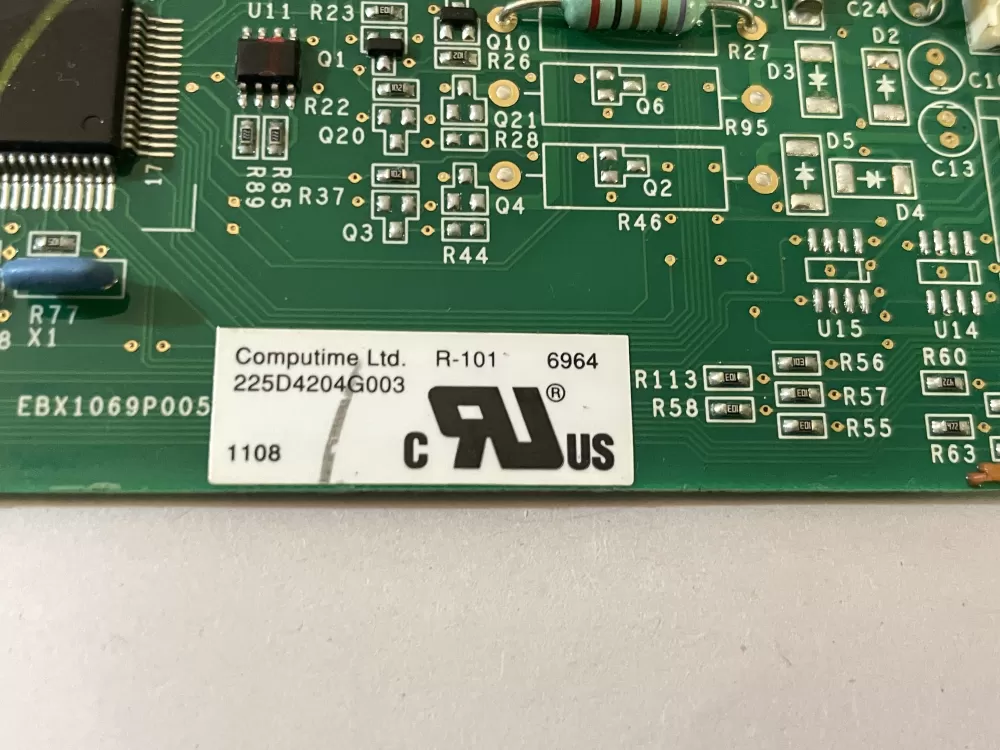 U11
R23
C24
Q1
Q10
R26
R27
D2
D3
R22
Q20
Q21
R28
Q6
R95
D5
C13
R89
R85
17
R37
Q3
Q4
R44
Q2
R46
D4
R77
X1
U15
U14
Computime Ltd. R-101 6964
225D4204G003
1108
C RU ® US
EBX1069P005
R113
R58
R56
R57
R55
R60
R63